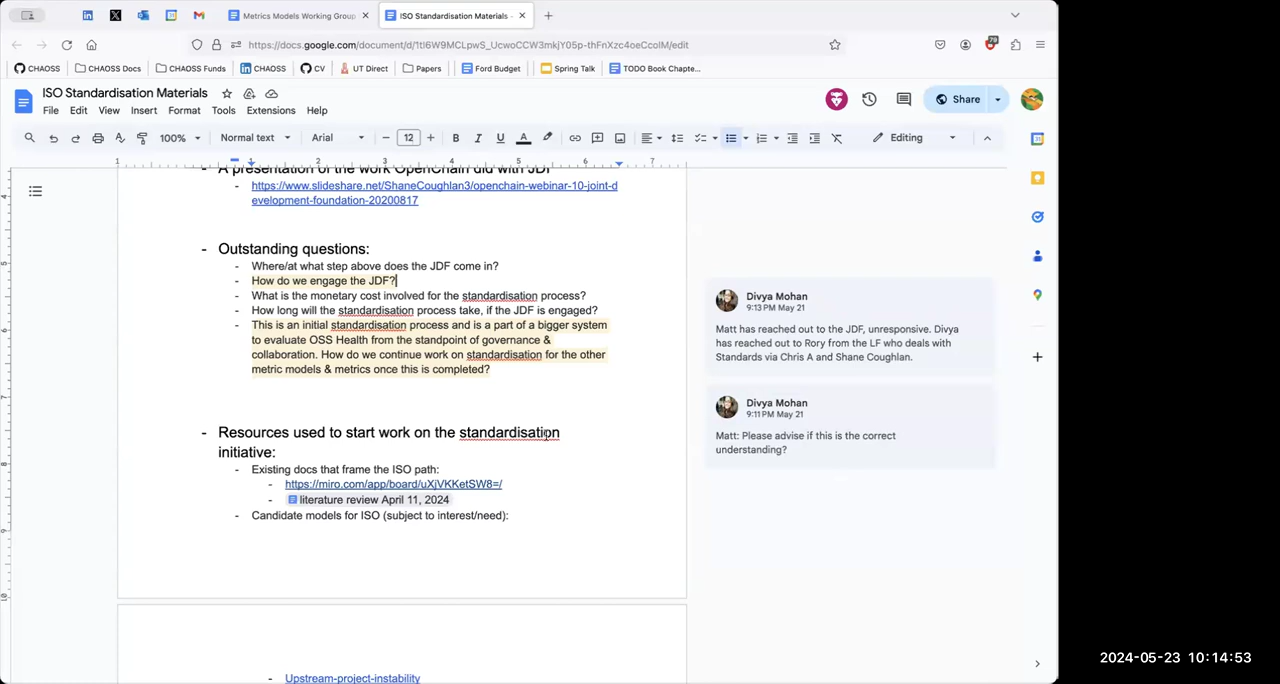 Metrics Models Working Group
ISO Standardisation Materials -
https://docs.google.com/document/d/1tI6W9MCLpwS_UcwoCCW3mkjY05p-thFnXzc4oeCcolM/edit
79
CHAOSS
CHAOSS Docs
CHAOSS Funds
CHAOSS
CV
UT Direct
Papers
Ford Budget
Spring Talk
TODO Book Chapte...
ISO Standardisation Materials
File Edit View Insert Format Tools Extensions Help
Share
100%
Normal text
Arial
12
Editing
1 1 2 3 4 5 6 7
- A presentation of the work OpenChain did with JDF
- https://www.slideshare.net/ShaneCoughlan3/openchain-webinar-10-joint-d
evelopment-foundation-20200817
- Outstanding questions:
- Where/at what step above does the JDF come in?
- How do we engage the JDF?
- What is the monetary cost involved for the standardisation process?
- How long will the standardisation process take, if the JDF is engaged?
- This is an initial standardisation process and is a part of a bigger system
to evaluate OSS Health from the standpoint of governance &
collaboration. How do we continue work on standardisation for the other
metric models & metrics once this is completed?
- Resources used to start work on the standardisation
initiative:
- Existing docs that frame the ISO path:
- https://miro.com/app/board/uXjVKKetSW8=/
- literature review April 11, 2024
- Candidate models for ISO (subject to interest/need):
- Upstream-project-instability
Divya Mohan
9:13 PM May 21
Matt has reached out to the JDF, unresponsive. Divya
has reached out to Rory from the LF who deals with
Standards via Chris A and Shane Coughlan.
Divya Mohan
9:11 PM May 21
Matt: Please advise if this is the correct
understanding?
2024-05-23 10:14:53